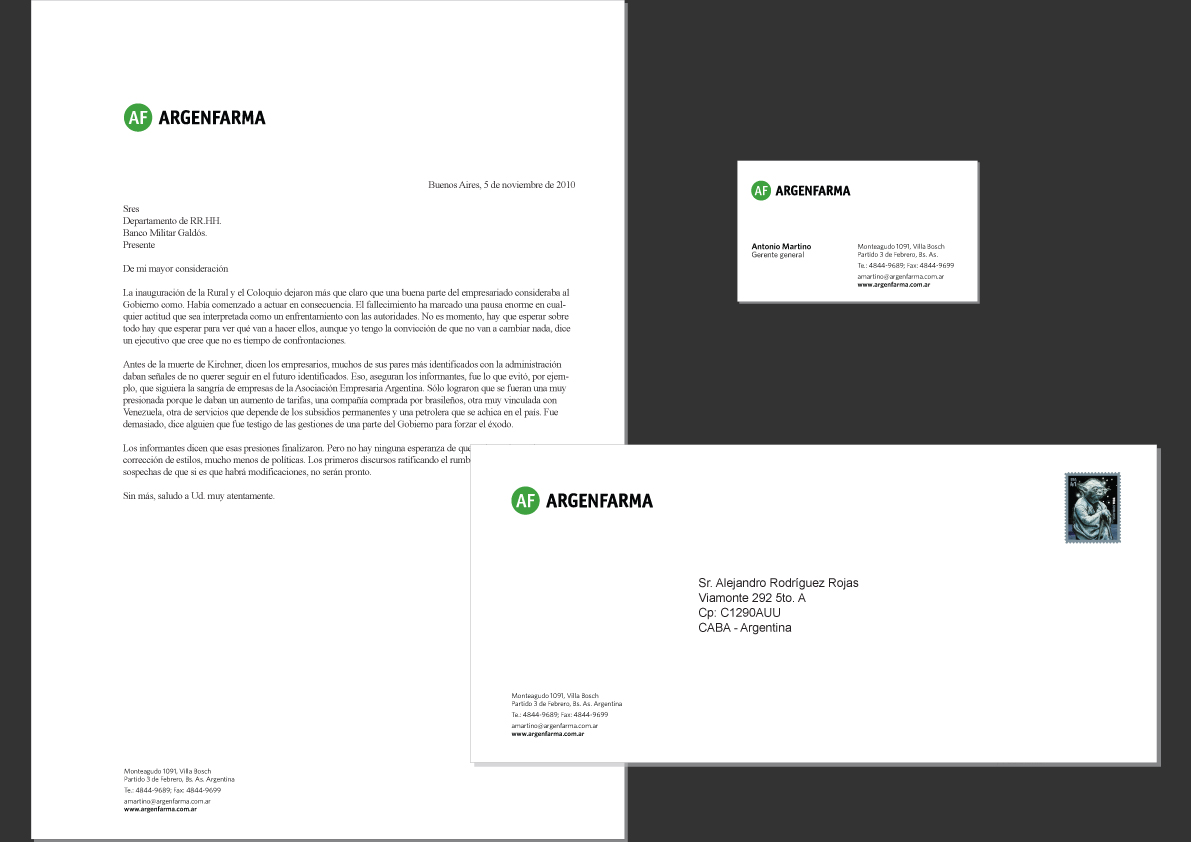 AF ARGENFARMA
Buenos Aires, 5 de noviembre de 2010
Sres
Departamento de RR.HH.
Banco Militar Galdós.
Presente
De mi mayor consideración
La inauguración de la Rural y el Coloquio dejaron más que claro que una buena parte del empresariado consideraba al
Gobierno como. Había comenzado a actuar en consecuencia. El fallecimiento ha marcado una pausa enorme en cual-
quier actitud que sea interpretada como un enfrentamiento con las autoridades. No es momento, hay que esperar sobre
todo hay que esperar para ver qué van a hacer ellos, aunque yo tengo la convicción de que no van a cambiar nada, dice
un ejecutivo que cree que no es tiempo de confrontaciones.
Antes de la muerte de Kirchner, dicen los empresarios, muchos de sus pares más identificados con la administración
daban señales de no querer seguir en el futuro identificados. Eso, aseguran los informantes, fue lo que evitó, por ejem-
plo, que siguiera la sangria de empresas de la Asociación Empresaria Argentina. Sólo lograron que se fueran una muy
presionada porque le daban un aumento de tarifas, una compañía comprada por brasileños, otra muy vinculada con
Venezuela, otra de servicios que depende de los subsidios permanentes y una petrolera que se achica en el país. Fue
demasiado, dice alguien que fue testigo de las gestiones de una parte del Gobierno para forzar el éxodo.
Los informantes dicen que esas presiones finalizaron. Pero no hay ninguna esperanza de que
corrección de estilos, mucho menos de políticas. Los primeros discursos ratificando el rumb
sospechas de que si es que habrá modificaciones, no serán pronto.
Sin más, saludo a Ud. muy atentamente.
Monteagudo 1091, Villa Bosch
Partido 3 de Febrero, Bs. As. Argentina
Te.: 4844-9689; Fax: 4844-9699
amartino@argenfarma.com.ar
www.argenfarma.com.ar
AF ARGENFARMA
Antonio Martino
Gerente general
Monteagudo 1091, Villa Bosch
Partido 3 de Febrero, Bs. As.
Te.: 4844-9689; Fax: 4844-9699
amartino@argenfarma.com.ar
www.argenfarma.com.ar
AF ARGENFARMA
Sr. Alejandro Rodríguez Rojas
Viamonte 292 5to. A
Cp: C1290AUU
CABA - Argentina
Monteagudo 1091, Villa Bosch
Partido 3 de Febrero, Bs. As. Argentina
Te.: 4844-9689; Fax: 4844-9699
amartino@argenfarma.com.ar
www.argenfarma.com.ar